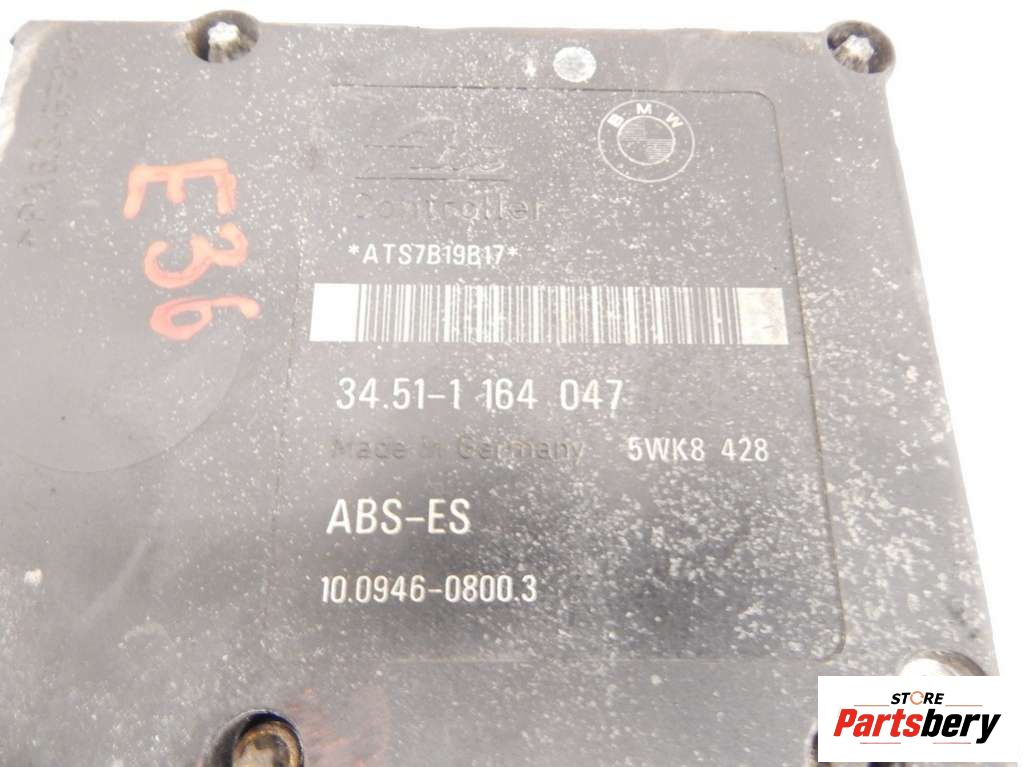 BMW
E36
Controller
*ATS7B19B17*
34.51-1 164 047
Made in Germany 5WK8 428
ABS-ES
10.0946-0800.3
STORE
Partsbery